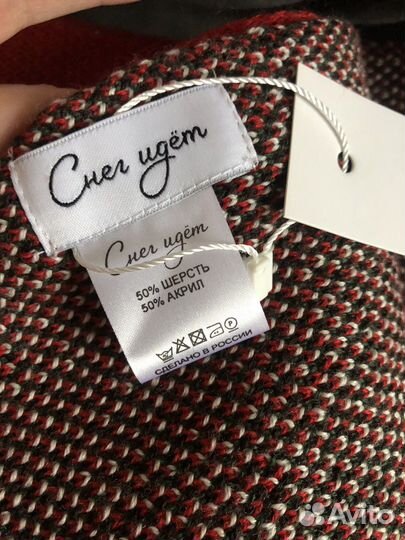 Снег идёт
Снег идёт
50% ШЕРСТЬ
50% АКРИЛ
СДЕЛАНО В РОССИИ
Avito